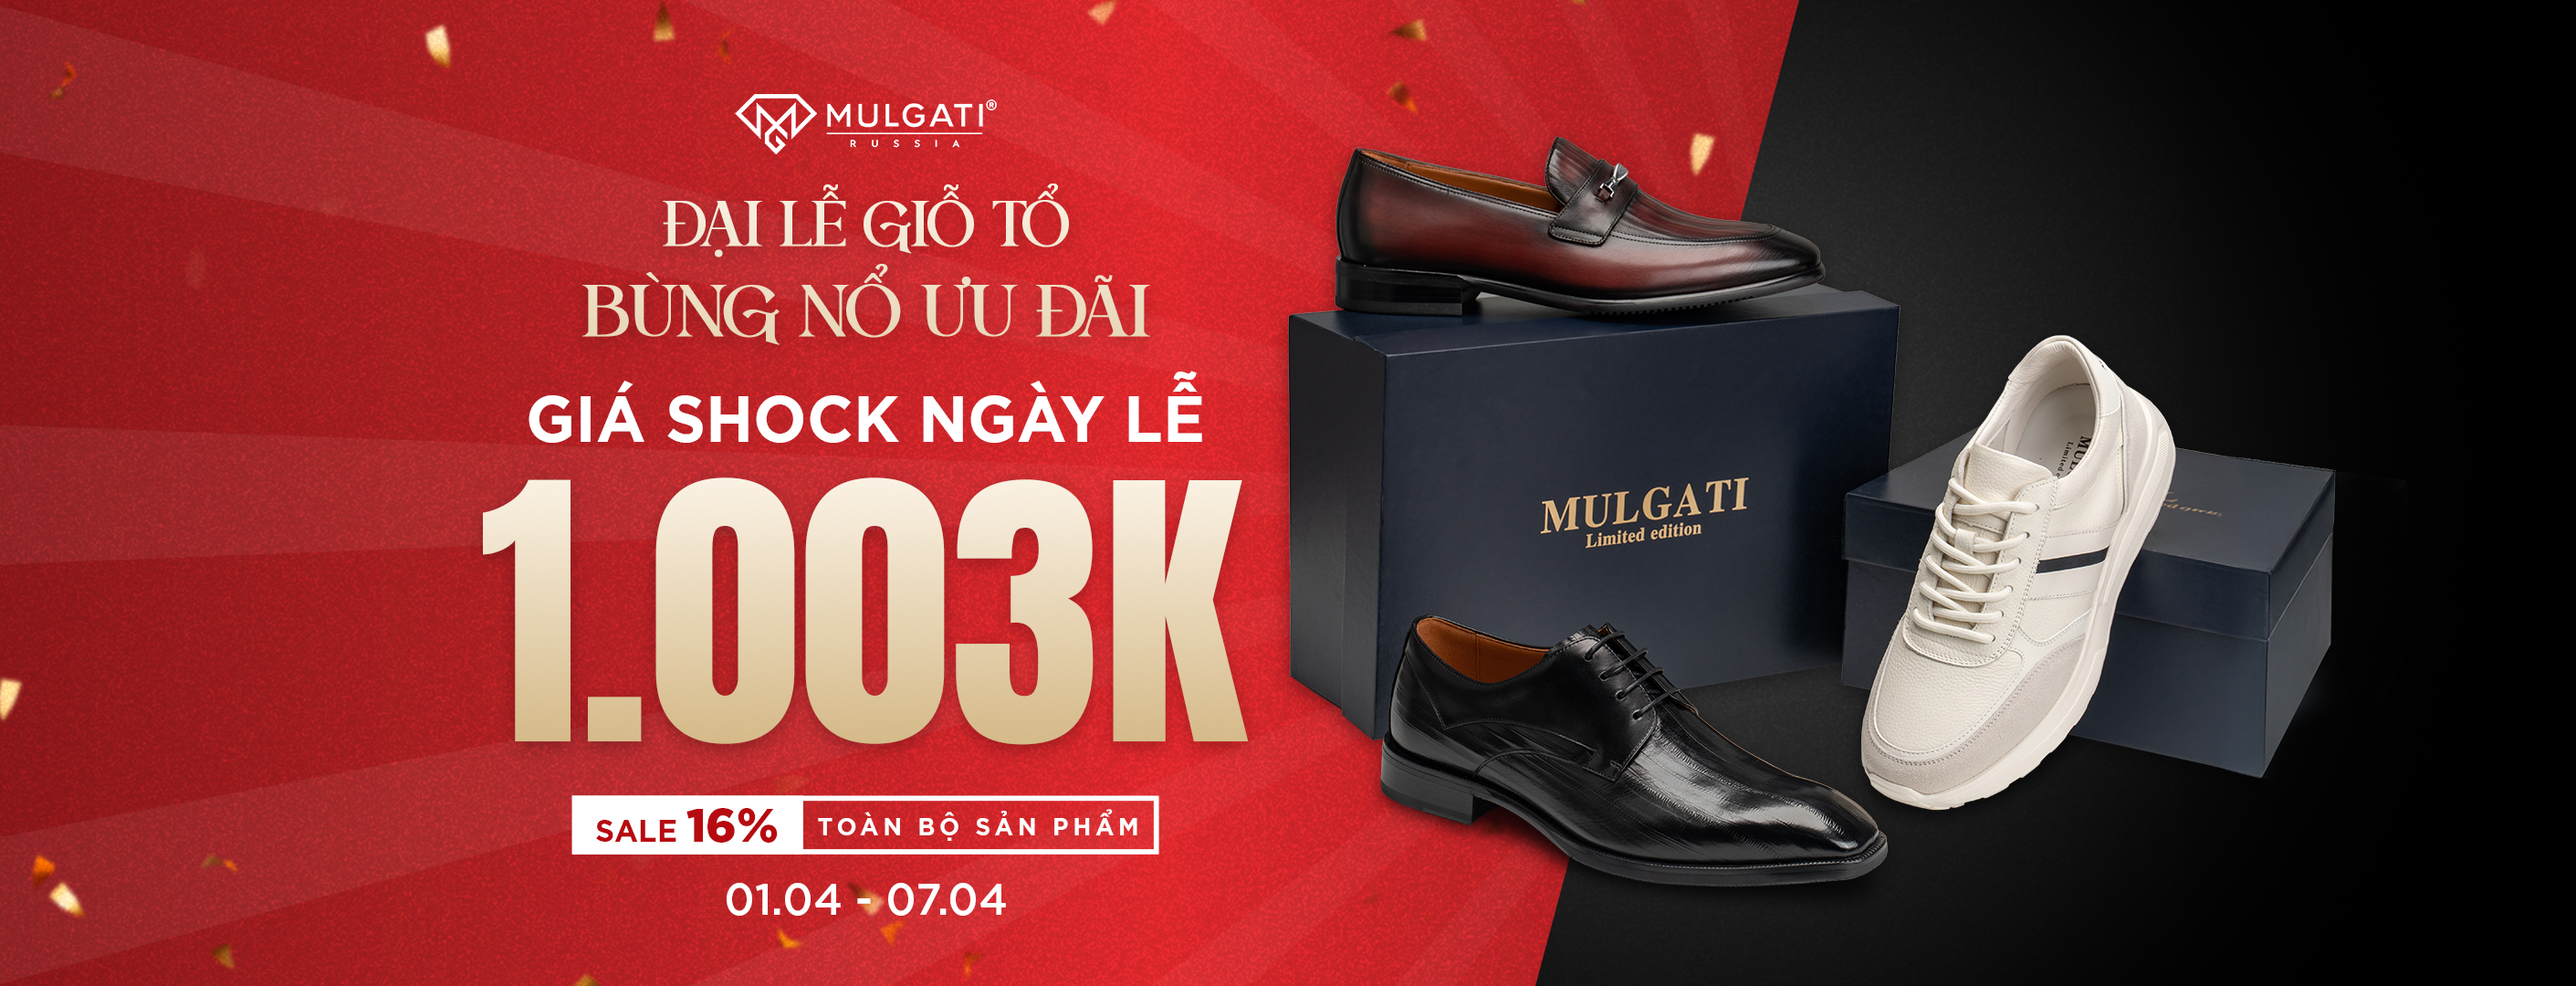 MULGATI®
RUSSIA
ĐẠI LỄ GIỖ TỔ
BÙNG NỔ ƯU ĐÃI
GIÁ SHOCK NGÀY LỄ
1.003K
SALE 16% TOÀN BỘ SẢN PHẨM
01.04 - 07.04
MULGATI
Limited edition